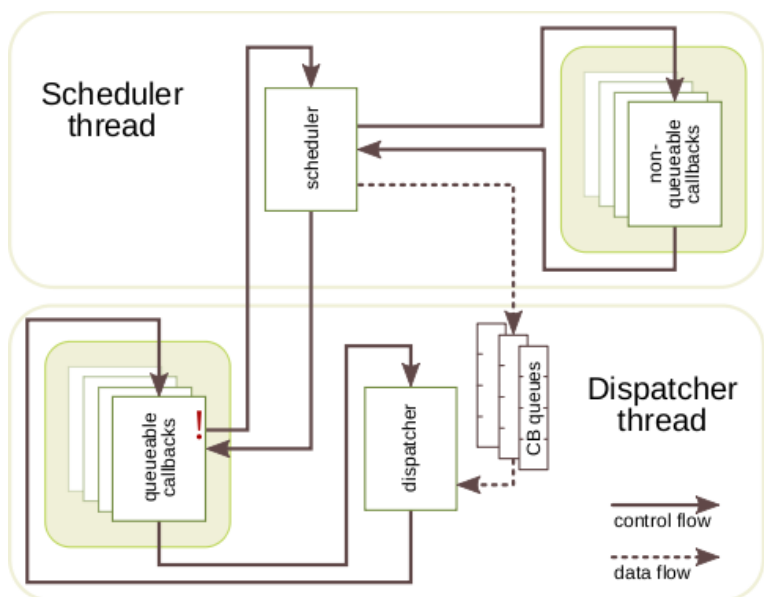 Scheduler
thread
scheduler
non-
queueable
callbacks
queueable
callbacks
!
dispatcher
CB queues
Dispatcher
thread
control flow
data flow